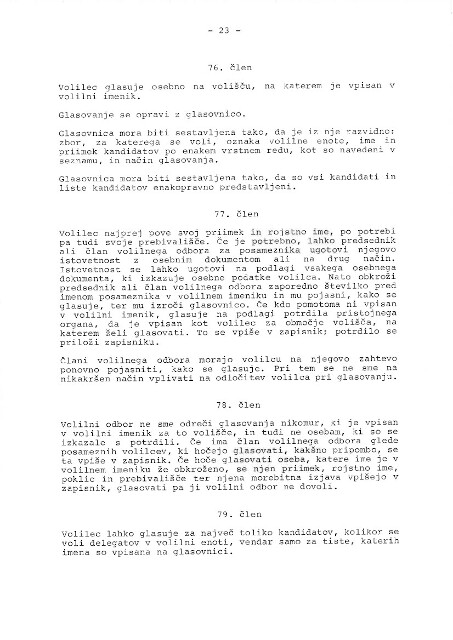 - 23 -
76. člen
Volilec glasuje osebno na volišču, na katerem je vpisan v
volilni imenik.
Glasovanje se opravi z glasovnico.
Glasovnica mora biti sestavljena tako, da je iz nje razvidno:
zbor, za katerega se voli, oznaka volilne enote, ime in
priimek kandidatov po enakem vrstnem redu, kot so navedeni v
seznamu, in način glasovanja.
Glasovnica mora biti sestavljena tako, da so vsi kandidati in
liste kandidatov enakopravno predstavljeni.
77. člen
Volilec najprej pove svoj priimek in rojstno ime, po potrebi
pa tudi svoje prebivališče. Če je potrebno, lahko predsednik
ali član volilnega odbora za posameznika ugotovi njegovo
istovetnost z osebnim dokumentom ali na drug način.
Istovetnost se lahko ugotovi na podlagi vsakega osebnega
dokumenta, ki izkazuje osebne podatke volilca. Nato obkroži
predsednik ali član volilnega odbora zaporedno številko pred
imenom posameznika v volilnem imeniku in mu pojasni, kako se
glasuje, ter mu izroči glasovnico. Če kdo pomotoma ni vpisan
v volilni imenik, glasuje na podlagi potrdila pristojnega
organa, da je vpisan kot volilec za območje volišča, na
katerem želi glasovati. To se vpiše v zapisnik; potrdilo se
priloži zapisniku.
Člani volilnega odbora morajo volilcu na njegovo zahtevo
ponovno pojasniti, kako se glasuje. Pri tem se ne sme na
nikakršen način vplivati na odločitev volilca pri glasovanju.
78. člen
Volilni odbor ne sme odreči glasovanja nikomur, ki je vpisan
v volilni imenik za to volišče, in tudi ne osebam, ki so se
izkazale s potrdili. Če ima član volilnega odbora glede
posameznih volilcev, ki hočejo glasovati, kakšno pripombo, se
ta vpiše v zapisnik. Če hoče glasovati oseba, katere ime je v
volilnem imeniku že obkroženo, se njen priimek, rojstno ime,
poklic in prebivališče ter njena morebitna izjava vpišejo v
zapisnik, glasovati pa ji volilni odbor ne dovoli.
79. člen
Volilec lahko glasuje za največ toliko kandidatov, kolikor se
voli delegatov v volilni enoti, vendar samo za tiste, katerih
imena so vpisana na glasovnici.